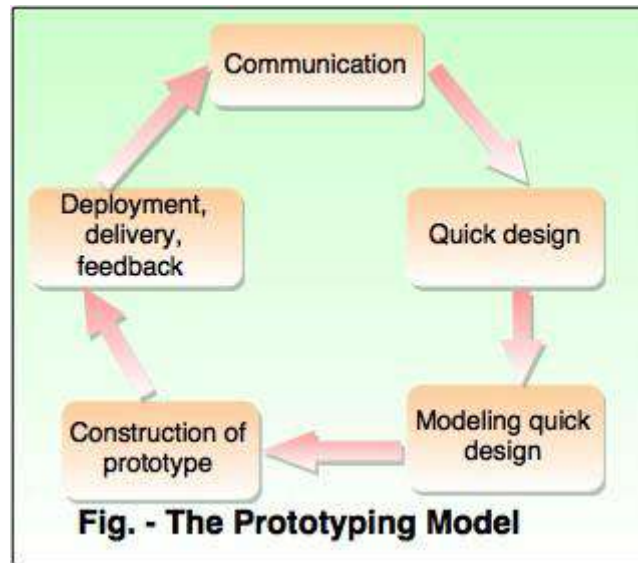 Communication
Quick design
Modeling quick
design
Construction of
prototype
Deployment,
delivery,
feedback
Fig. - The Prototyping Model